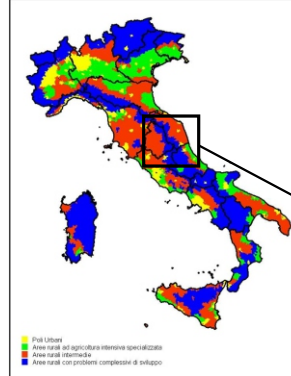 Poli Urbani
Aree rurali ad agricoltura intensiva specializzata
Aree rurali intermedie
Aree rurali con problemi complessivi di sviluppo